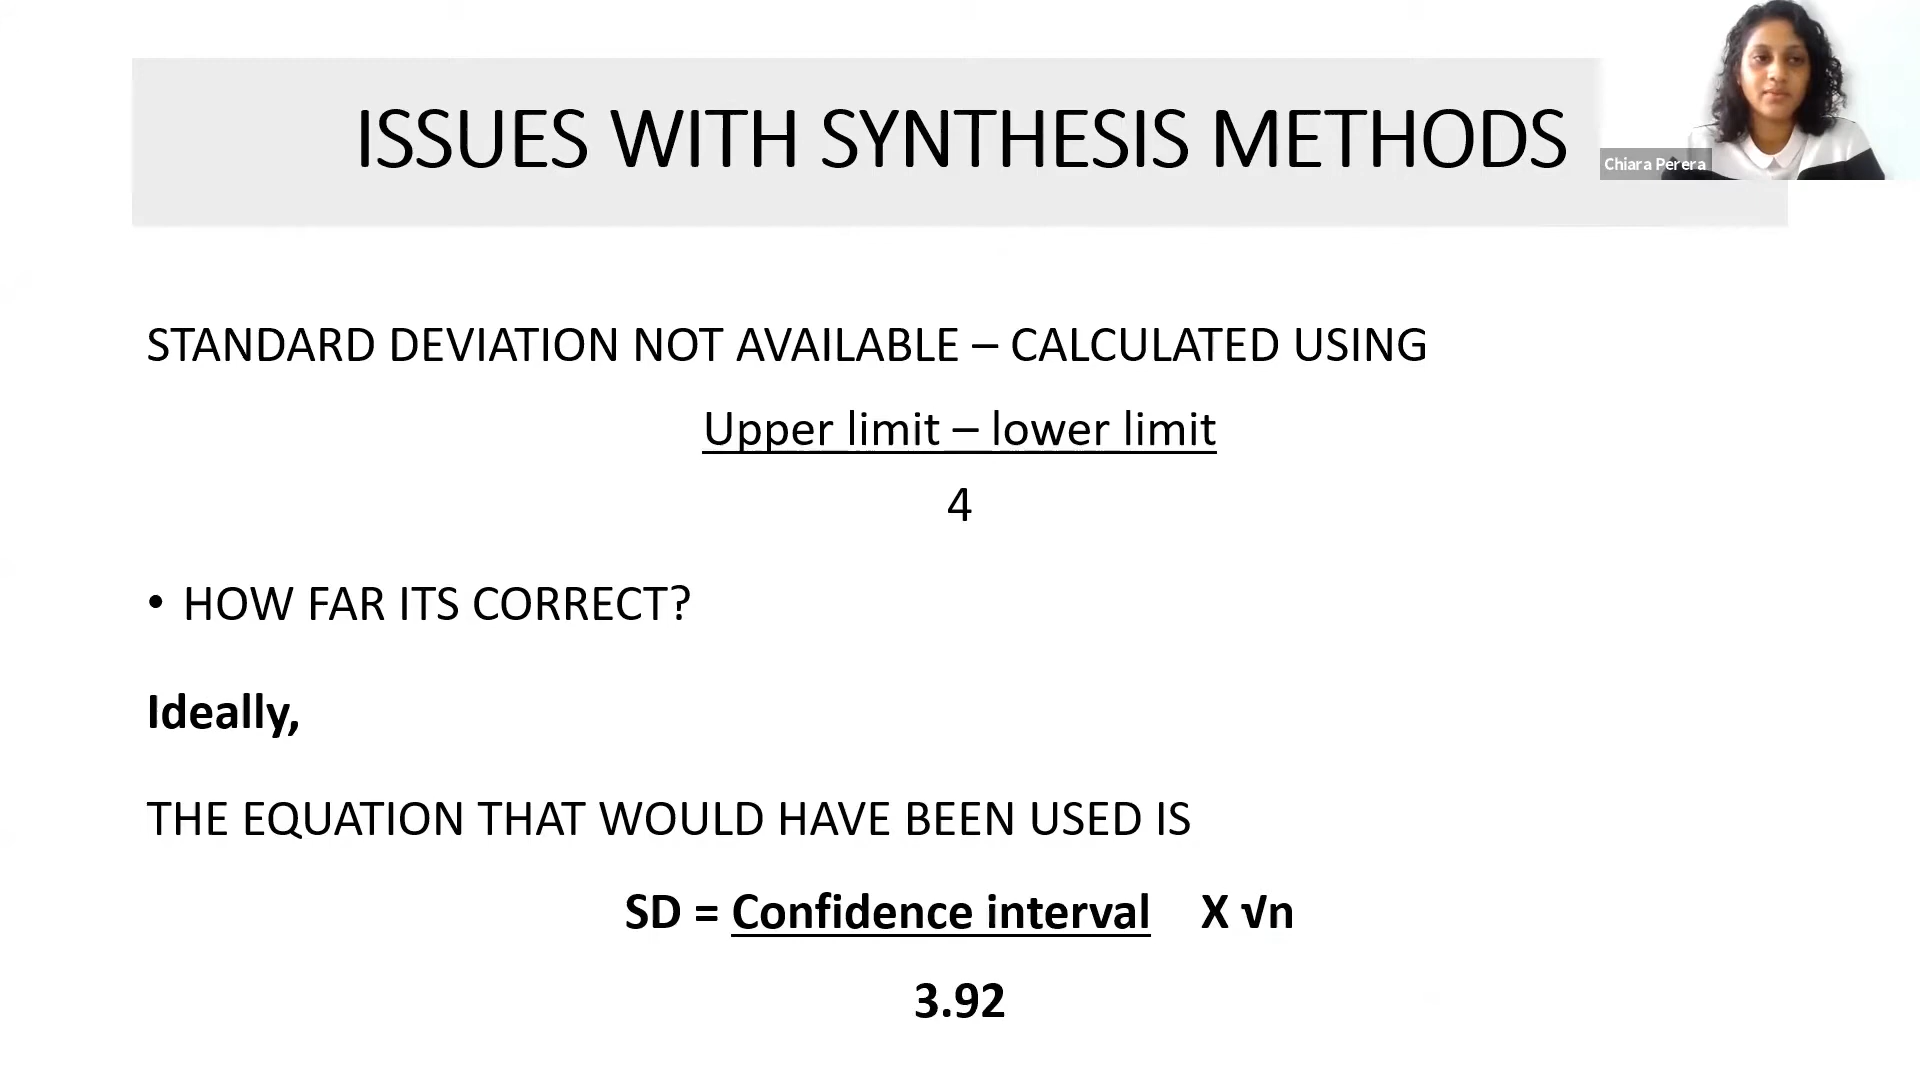 ISSUES WITH SYNTHESIS METHODS
Chiara Perera
STANDARD DEVIATION NOT AVAILABLE – CALCULATED USING
Upper limit – lower limit
4
• HOW FAR ITS CORRECT?
Ideally,
THE EQUATION THAT WOULD HAVE BEEN USED IS
SD = Confidence interval X √n
3.92